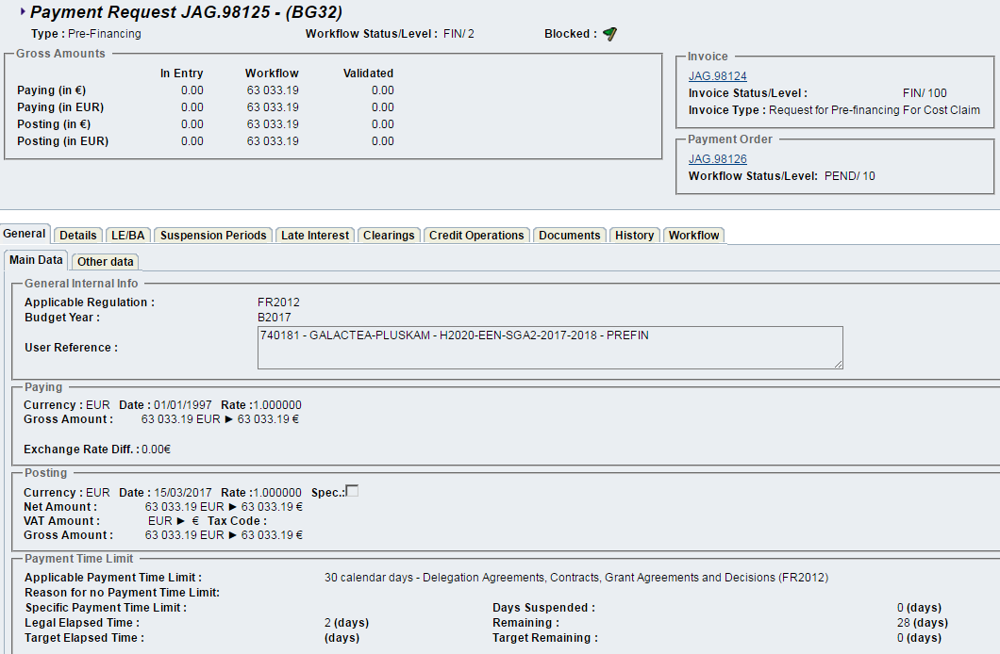 Payment Request JAG.98125 - (BG32)
Type : Pre-Financing Workflow Status/Level : FIN/ 2 Blocked :
Gross Amounts
In Entry Workflow Validated
Paying (in €) 0.00 63 033.19 0.00
Paying (in EUR) 0.00 63 033.19 0.00
Posting (in €) 0.00 63 033.19 0.00
Posting (in EUR) 0.00 63 033.19 0.00
Invoice
JAG.98124
Invoice Status/Level : FIN/ 100
Invoice Type : Request for Pre-financing For Cost Claim
Payment Order
JAG.98126
Workflow Status/Level: PEND/ 10
General Details LE/BA Suspension Periods Late Interest Clearings Credit Operations Documents History Workflow
Main Data Other data
General Internal Info
Applicable Regulation : FR2012
Budget Year : B2017
User Reference : 740181 - GALACTEA-PLUSKAM - H2020-EEN-SGA2-2017-2018 - PREFIN
Paying
Currency : EUR Date : 01/01/1997 Rate :1.000000
Gross Amount : 63 033.19 EUR ► 63 033.19 €
Exchange Rate Diff. : 0.00€
Posting
Currency : EUR Date : 15/03/2017 Rate :1.000000 Spec.:
Net Amount : 63 033.19 EUR ► 63 033.19 €
VAT Amount : EUR ► € Tax Code :
Gross Amount : 63 033.19 EUR ► 63 033.19 €
Payment Time Limit
Applicable Payment Time Limit : 30 calendar days - Delegation Agreements, Contracts, Grant Agreements and Decisions (FR2012)
Reason for no Payment Time Limit:
Specific Payment Time Limit : Days Suspended : 0 (days)
Legal Elapsed Time : 2 (days) Remaining : 28 (days)
Target Elapsed Time : (days) Target Remaining : 0 (days)